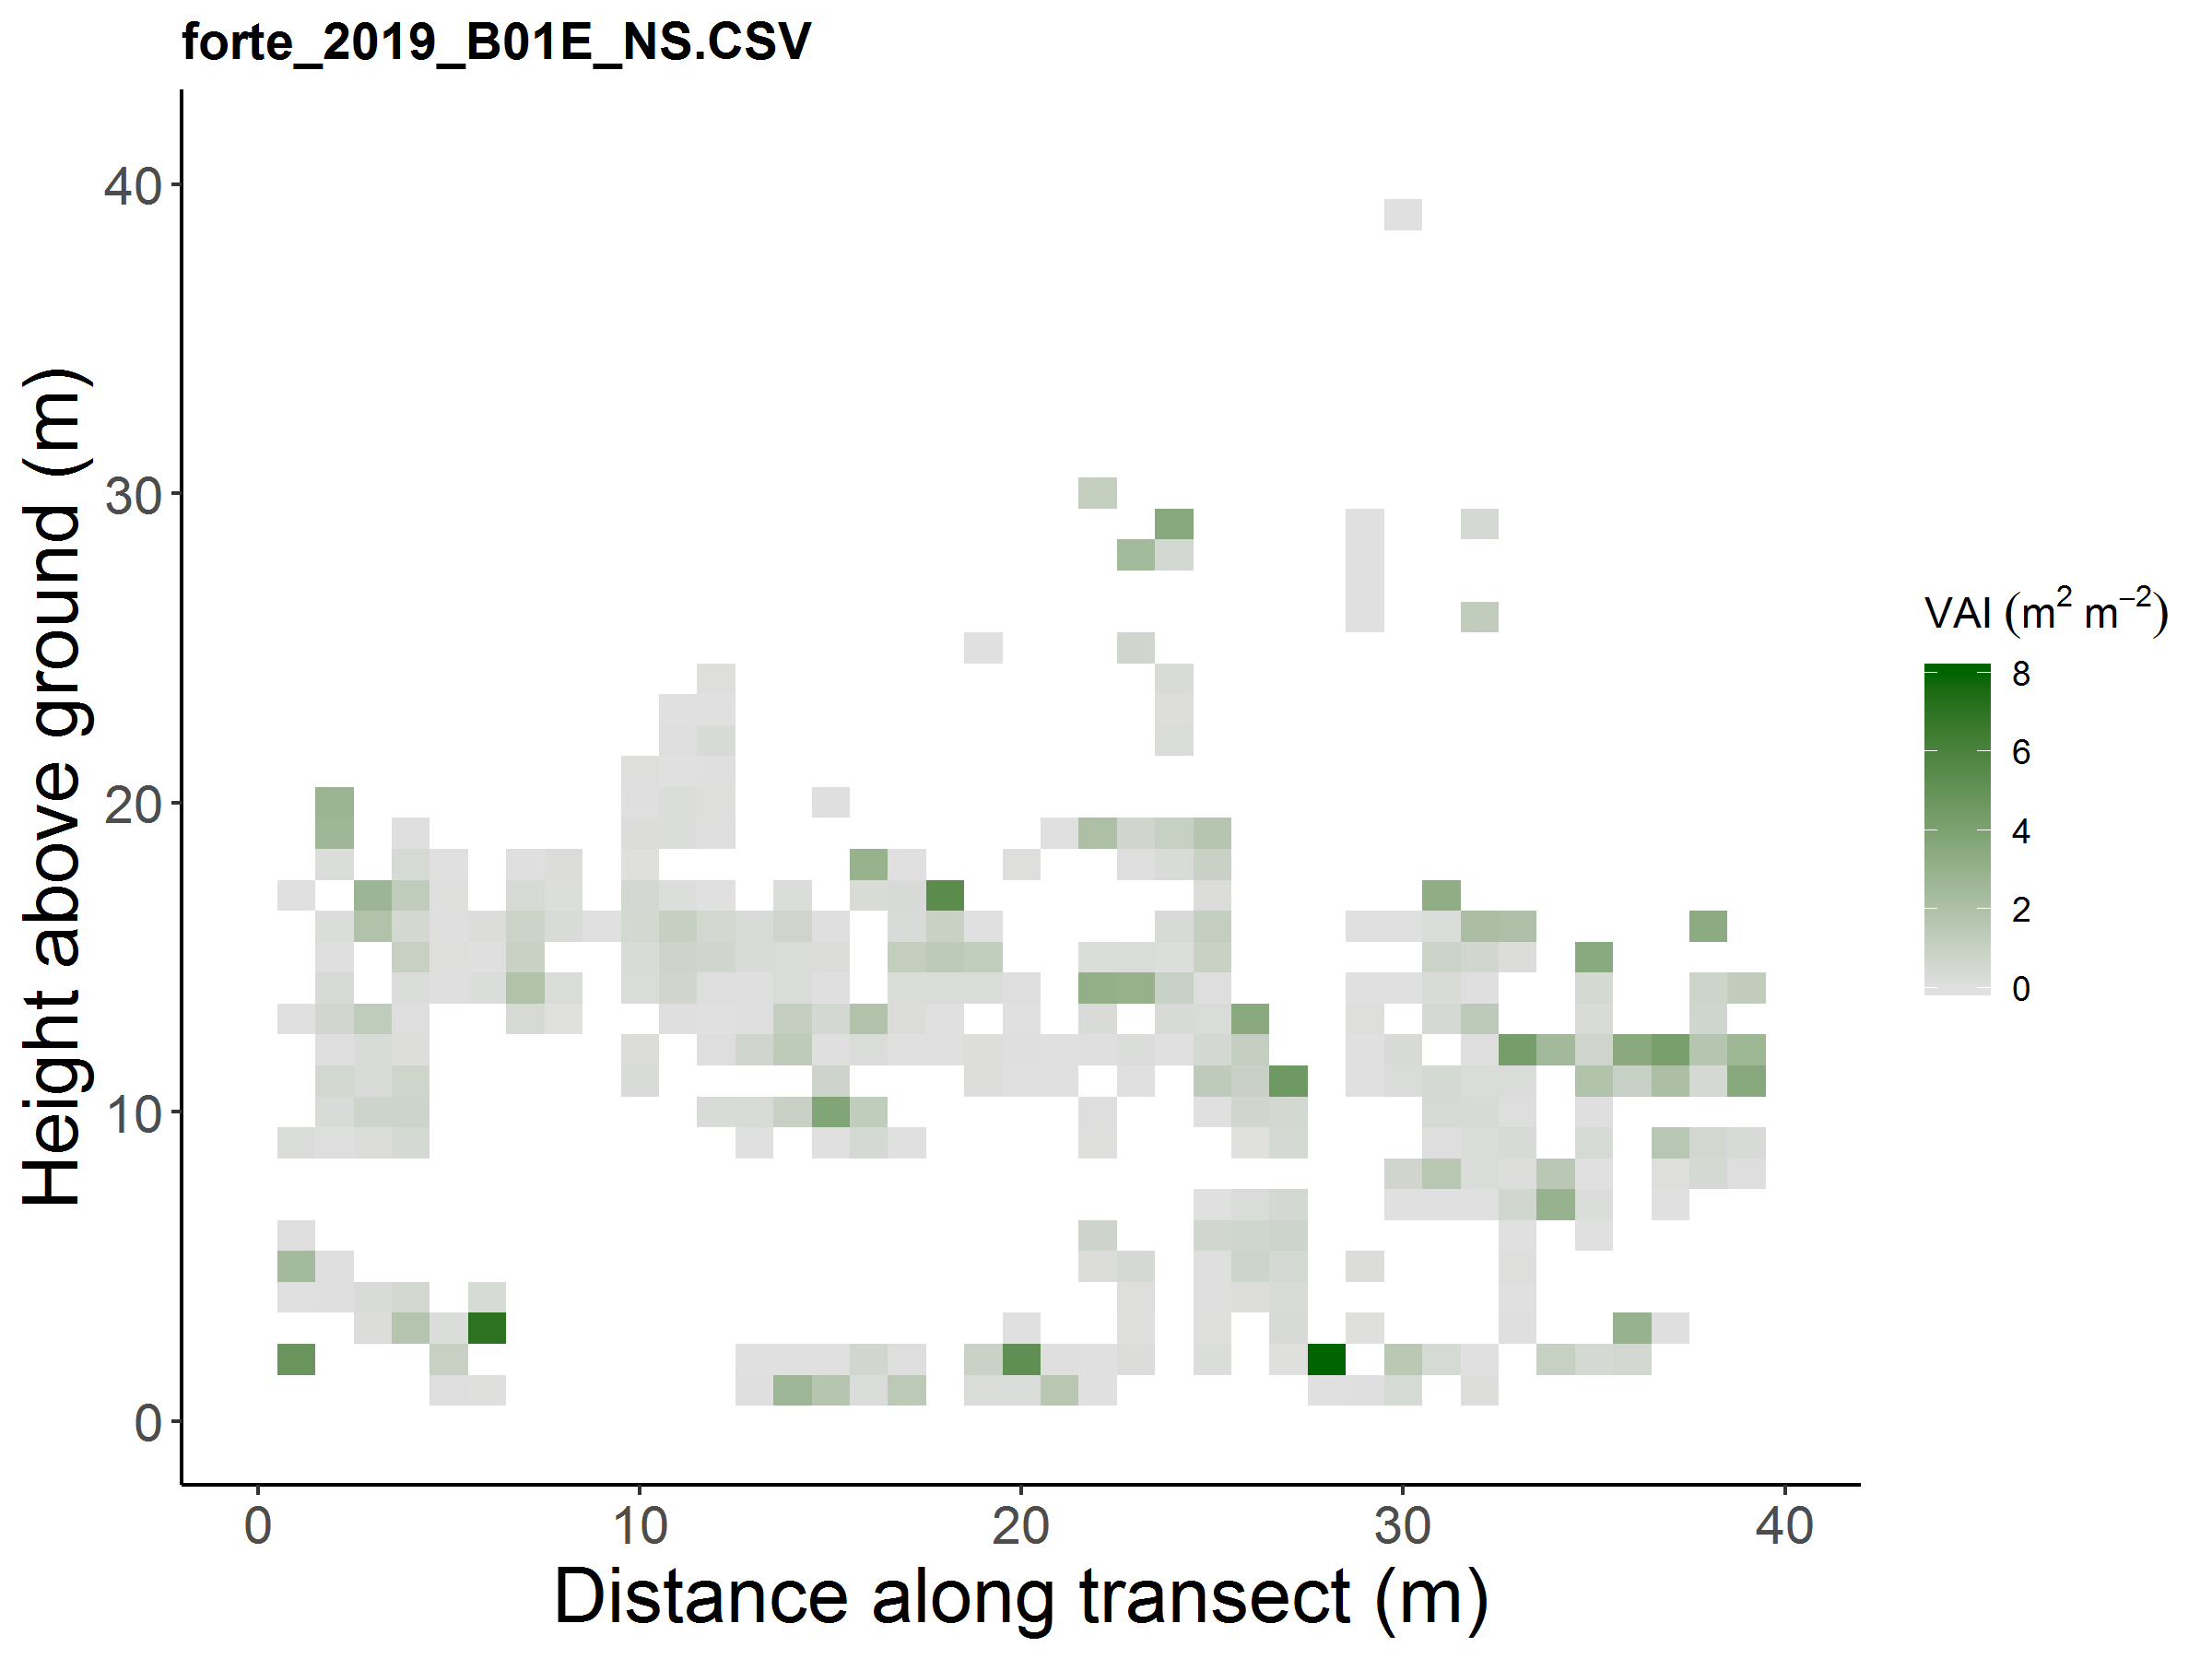 forte_2019_B01E_NS.CSV
Height above ground (m)
40
30
20
10
0
0 10 20 30 40
Distance along transect (m)
VAI (m² m⁻²)
8
6
4
2
0